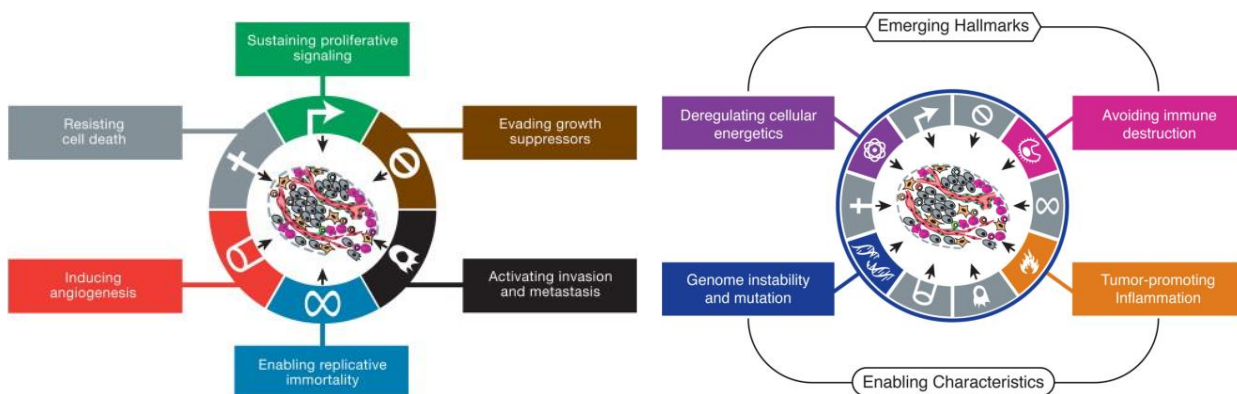 Sustaining proliferative
signaling
Resisting
cell death
Evading growth
suppressors
Inducing
angiogenesis
Activating invasion
and metastasis
Enabling replicative
immortality
Emerging Hallmarks
Deregulating cellular
energetics
Avoiding immune
destruction
Genome instability
and mutation
Tumor-promoting
Inflammation
Enabling Characteristics